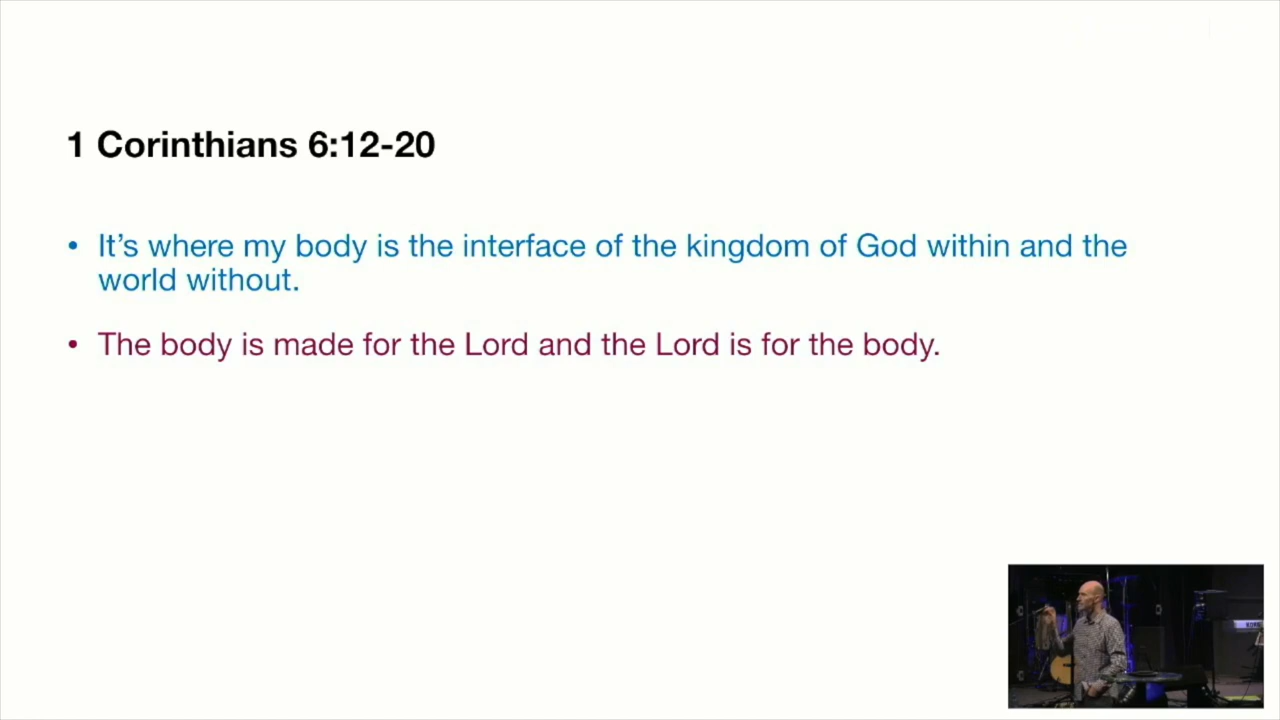 1 Corinthians 6:12-20
• It’s where my body is the interface of the kingdom of God within and the
world without.
• The body is made for the Lord and the Lord is for the body.
KORG